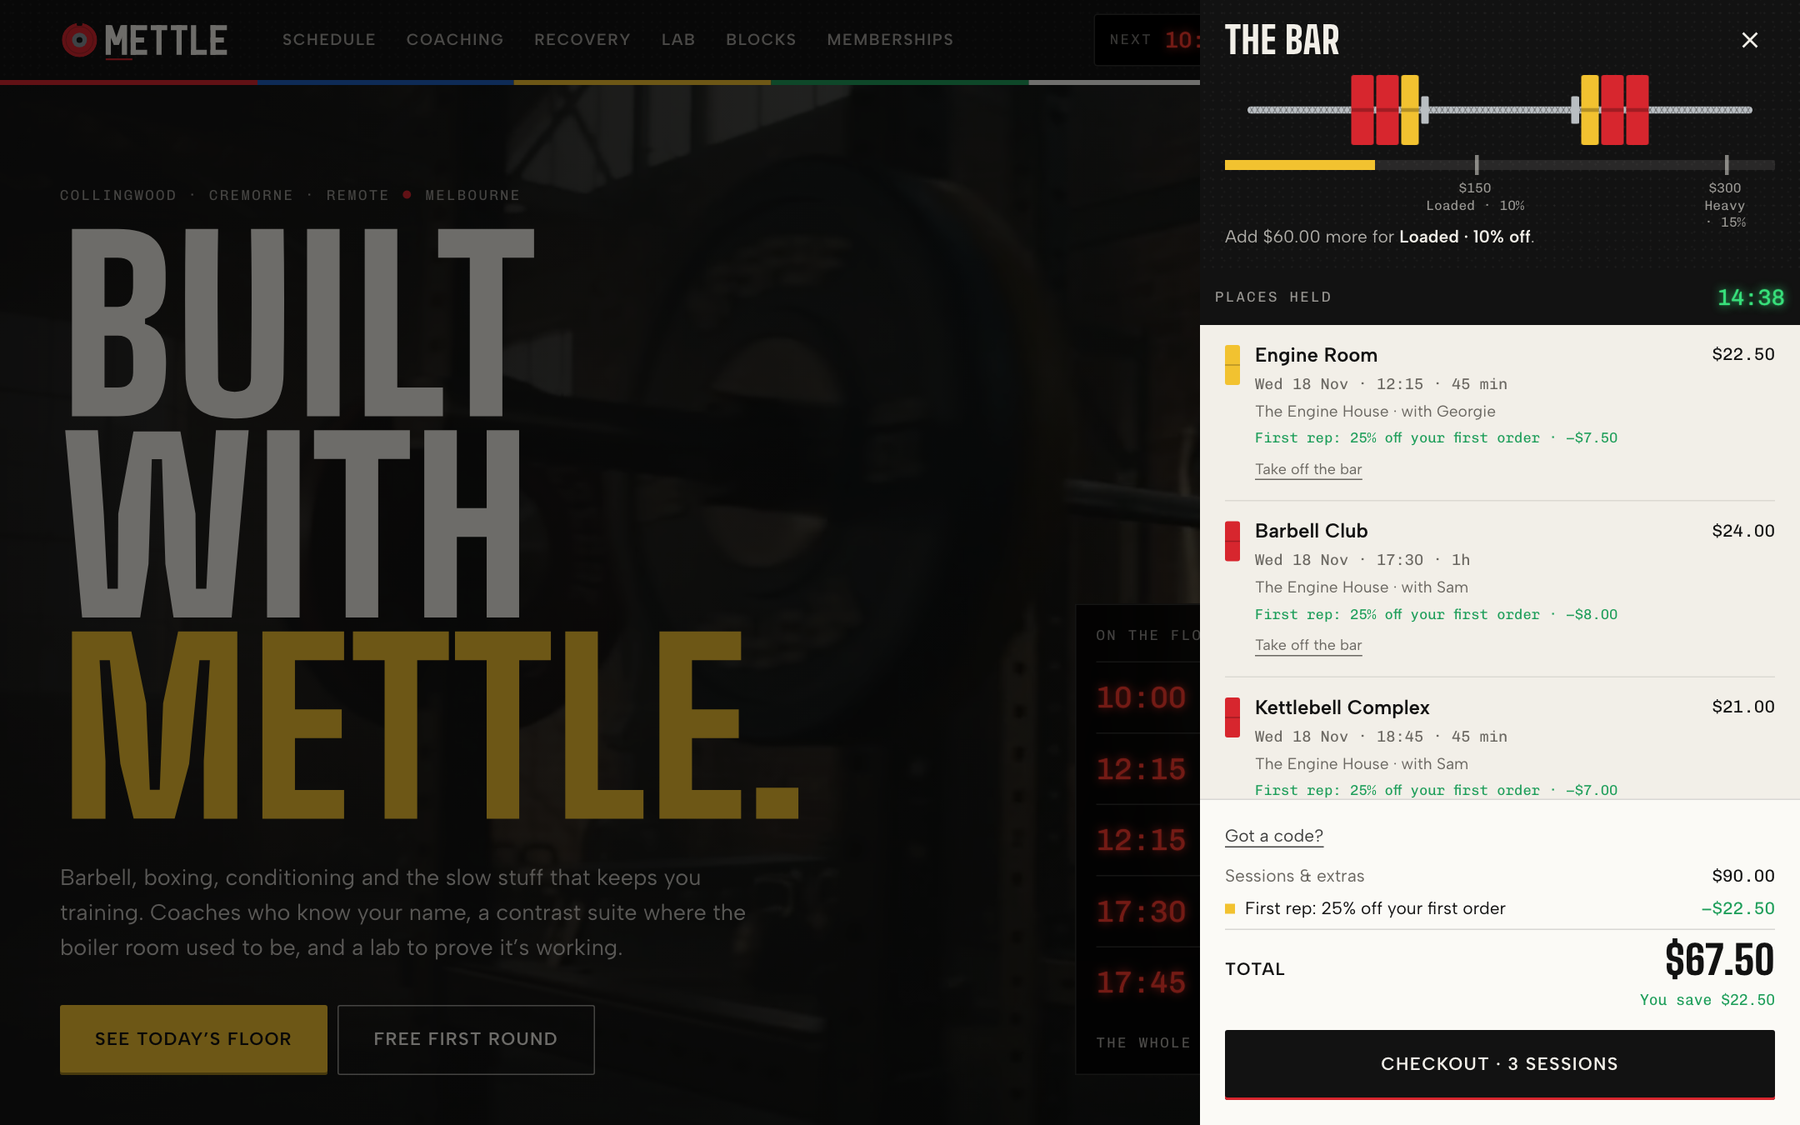 METTLE
SCHEDULE COACHING RECOVERY LAB BLOCKS MEMBERSHIPS
NEXT 10:
COLLINGWOOD · CREMORNE · REMOTE MELBOURNE
BUILT
WITH
METTLE.
Barbell, boxing, conditioning and the slow stuff that keeps you
training. Coaches who know your name, a contrast suite where the
boiler room used to be, and a lab to prove it's working.
SEE TODAY'S FLOOR
FREE FIRST ROUND
ON THE FLO
10:00
12:15
12:15
17:30
17:45
THE WHOLE
THE BAR
$150
Loaded · 10%
$300
Heavy
· 15%
Add $60.00 more for Loaded · 10% off.
PLACES HELD 14:38
Engine Room $22.50
Wed 18 Nov · 12:15 · 45 min
The Engine House · with Georgie
First rep: 25% off your first order · −$7.50
Take off the bar
Barbell Club $24.00
Wed 18 Nov · 17:30 · 1h
The Engine House · with Sam
First rep: 25% off your first order · −$8.00
Take off the bar
Kettlebell Complex $21.00
Wed 18 Nov · 18:45 · 45 min
The Engine House · with Sam
First rep: 25% off your first order · −$7.00
Got a code?
Sessions & extras $90.00
First rep: 25% off your first order −$22.50
TOTAL $67.50
You save $22.50
CHECKOUT · 3 SESSIONS